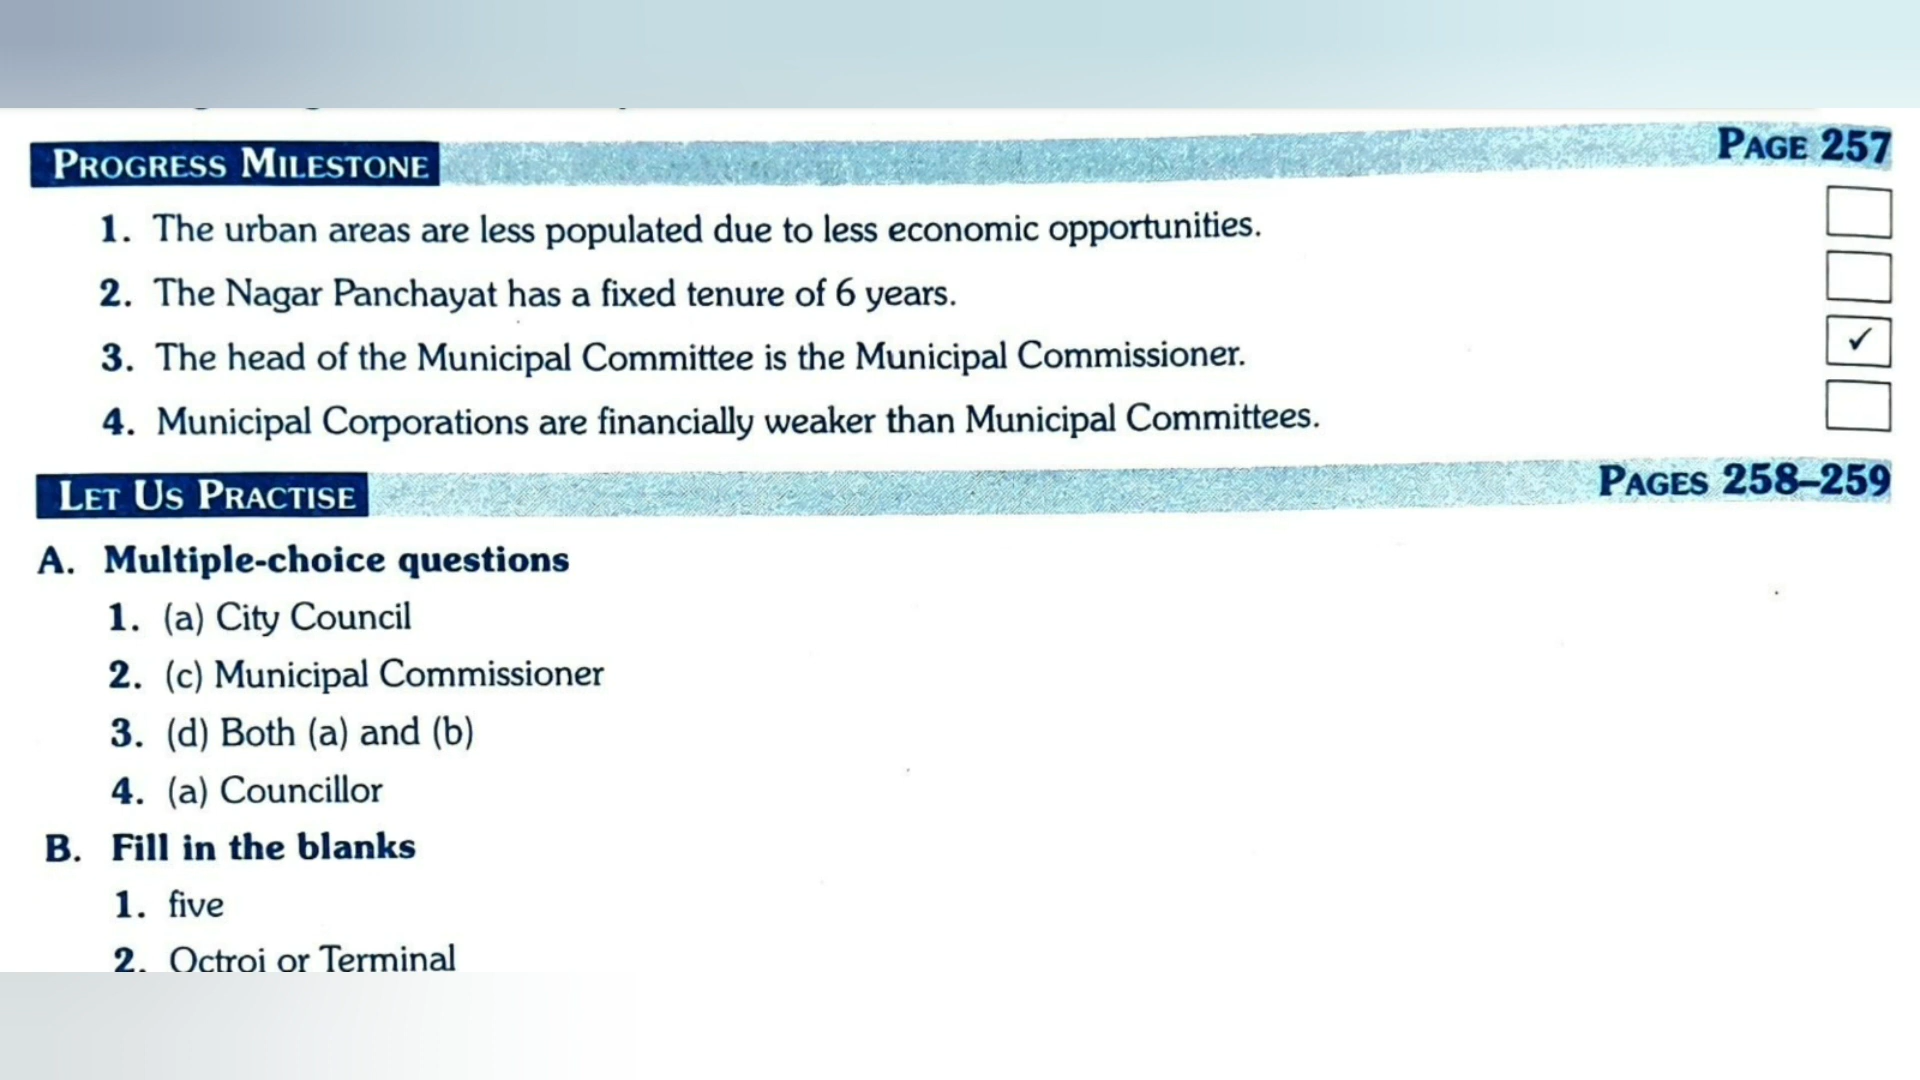 PROGRESS MILESTONE PAGE 257
1. The urban areas are less populated due to less economic opportunities.
2. The Nagar Panchayat has a fixed tenure of 6 years.
3. The head of the Municipal Committee is the Municipal Commissioner. ✓
4. Municipal Corporations are financially weaker than Municipal Committees.
LET US PRACTISE PAGES 258–259
A. Multiple-choice questions
1. (a) City Council
2. (c) Municipal Commissioner
3. (d) Both (a) and (b)
4. (a) Councillor
B. Fill in the blanks
1. five
2. Octroi or Terminal